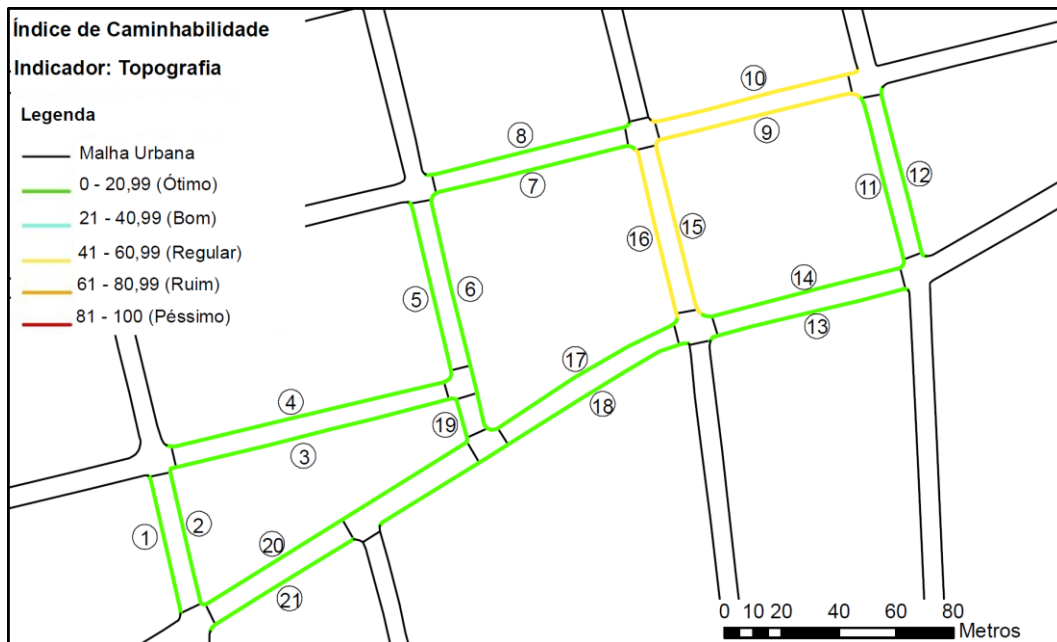 Índice de Caminhabilidade
Indicador: Topografia
Legenda
Malha Urbana
0 - 20,99 (Ótimo)
21 - 40,99 (Bom)
41 - 60,99 (Regular)
61 - 80,99 (Ruim)
81 - 100 (Péssimo)
10
8
9
7
11
12
16
15
5
6
14
13
17
4
18
19
3
1
2
20
21
0 10 20 40 60 80
Metros